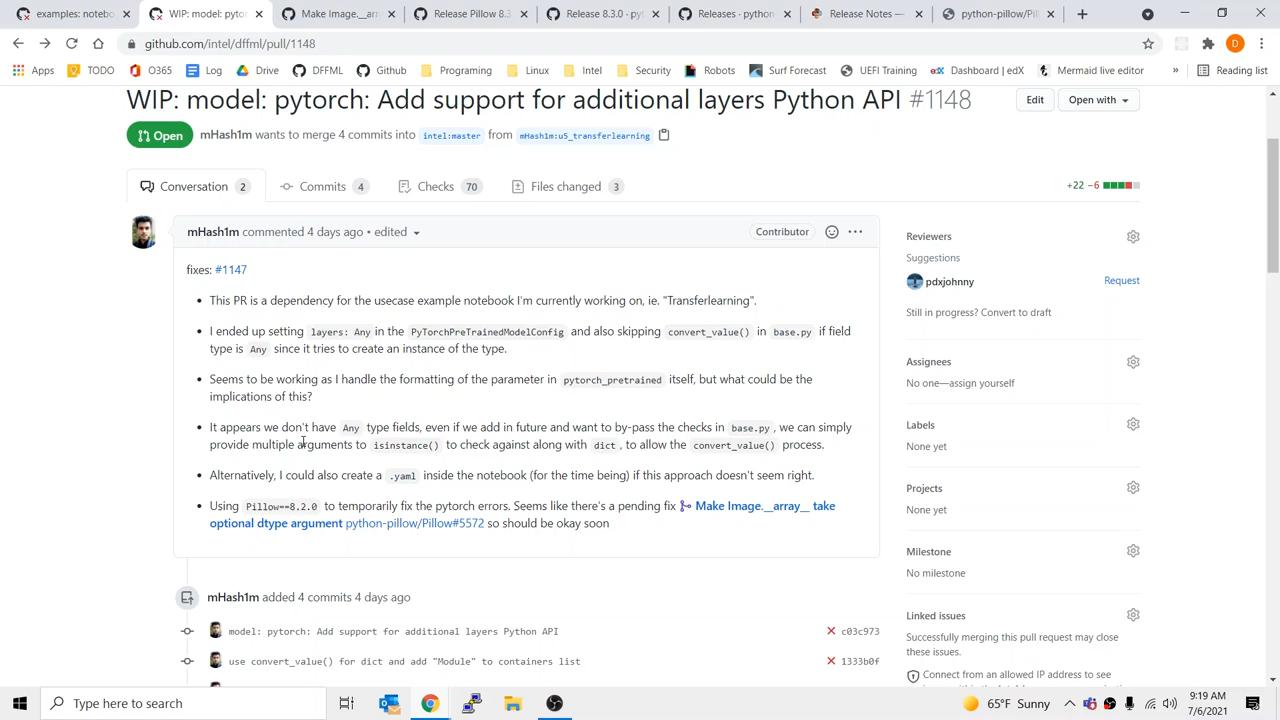 examples: notebo
WIP: model: pytorc
Make Image.__arra
Release Pillow 8.3.
Release 8.3.0 · pyt
Releases · python-
Release Notes —
python-pillow/Pill
github.com/intel/dffml/pull/1148
Apps TODO O365 Log Drive DFFML Github Programing Linux Intel Security Robots Surf Forecast UEFI Training Dashboard | edX Mermaid live editor » Reading list
WIP: model: pytorch: Add support for additional layers Python API #1148
Edit
Open with
Open
mHash1m wants to merge 4 commits into intel:master from mHash1m:u5_transferlearning
Conversation 2
Commits 4
Checks 70
Files changed 3
+22 −6
mHash1m commented 4 days ago • edited
Contributor
fixes: #1147
• This PR is a dependency for the usecase example notebook I'm currently working on, ie. "Transferlearning".
• I ended up setting layers: Any in the PyTorchPreTrainedModelConfig and also skipping convert_value() in base.py if field
type is Any since it tries to create an instance of the type.
• Seems to be working as I handle the formatting of the parameter in pytorch_pretrained itself, but what could be the
implications of this?
• It appears we don't have Any type fields, even if we add in future and want to by-pass the checks in base.py, we can simply
provide multiple arguments to isinstance() to check against along with dict, to allow the convert_value() process.
• Alternatively, I could also create a .yaml inside the notebook (for the time being) if this approach doesn't seem right.
• Using Pillow==8.2.0 to temporarily fix the pytorch errors. Seems like there's a pending fix Make Image.__array__ take
optional dtype argument python-pillow/Pillow#5572 so should be okay soon
mHash1m added 4 commits 4 days ago
model: pytorch: Add support for additional layers Python API
c03c973
use convert_value() for dict and add "Module" to containers list
1333b0f
Reviewers
Suggestions
pdxjohnny
Request
Still in progress? Convert to draft
Assignees
No one—assign yourself
Labels
None yet
Projects
None yet
Milestone
No milestone
Linked issues
Successfully merging this pull request may close
these issues.
Connect from an allowed IP address to see
Type here to search
65°F Sunny
9:19 AM
7/6/2021